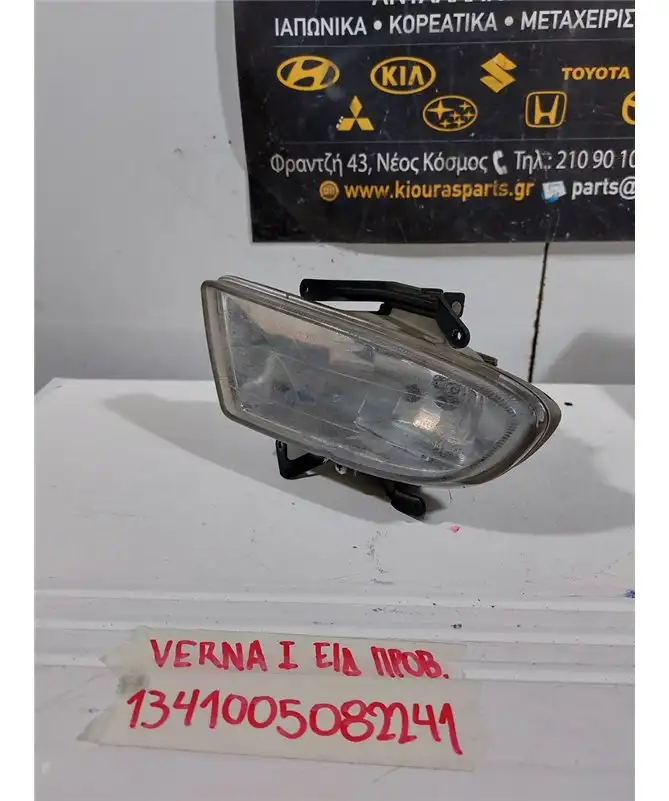 ΙΑΠΩΝΙΚΑ • ΚΟΡΕΑΤΙΚΑ • ΜΕΤΑΧΕΙΡΙΣ
KIA
TOYOTA
Φραντζή 43, Νέος Κόσμος Τηλ.: 210 90 10
www.kiourasparts.gr parts@
VERNA I Ε/Δ ΠΡΟΒ.
1341005082241